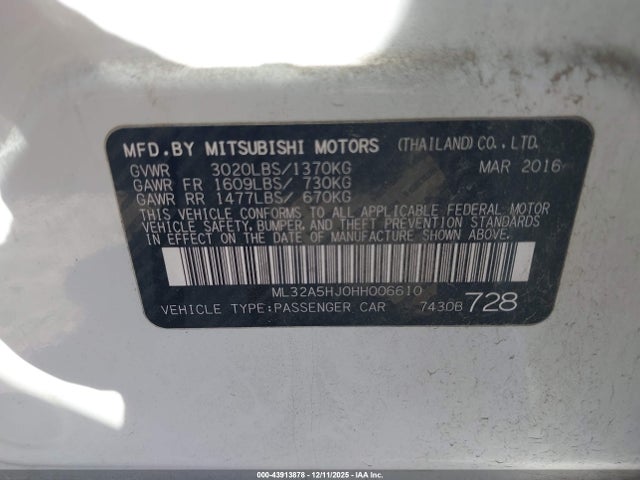 MFD.BY MITSUBISHI MOTORS (THAILAND) CO., LTD.
GVWR 3020LBS/1370KG MAR 2016
GAWR FR 1609LBS/ 730KG
GAWR RR 1477LBS/ 670KG
THIS VEHICLE CONFORMS TO ALL APPLICABLE FEDERAL MOTOR
VEHICLE SAFETY, BUMPER, AND THEFT PREVENTION STANDARDS
IN EFFECT ON THE DATE OF MANUFACTURE SHOWN ABOVE.
ML32A5HJ0HH006610
VEHICLE TYPE:PASSENGER CAR 7430B 728
000-43913878 - 12/11/2025 - IAAI.COM